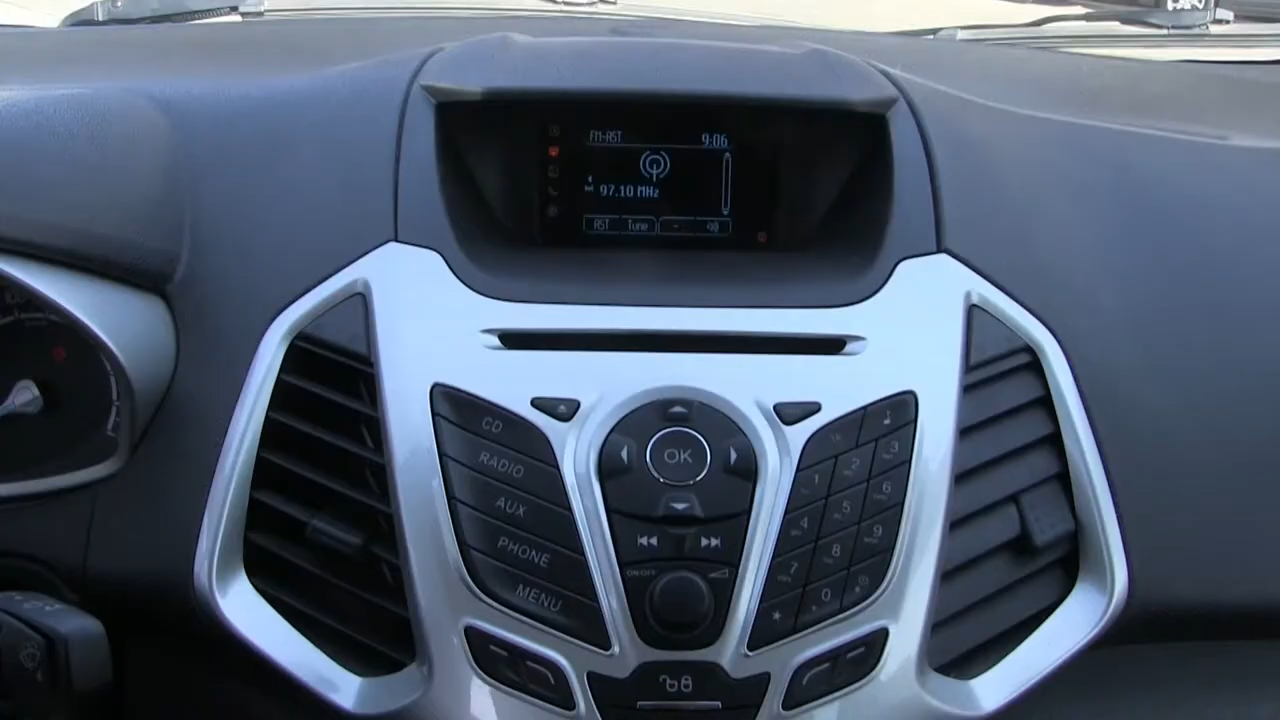 FM-AST 9:06
97.10 MHz
RST Tune - 
CD
RADIO
AUX
PHONE
MENU
OK
ON/OFF
1 2 3
4 5 6
7 8 9
* 0